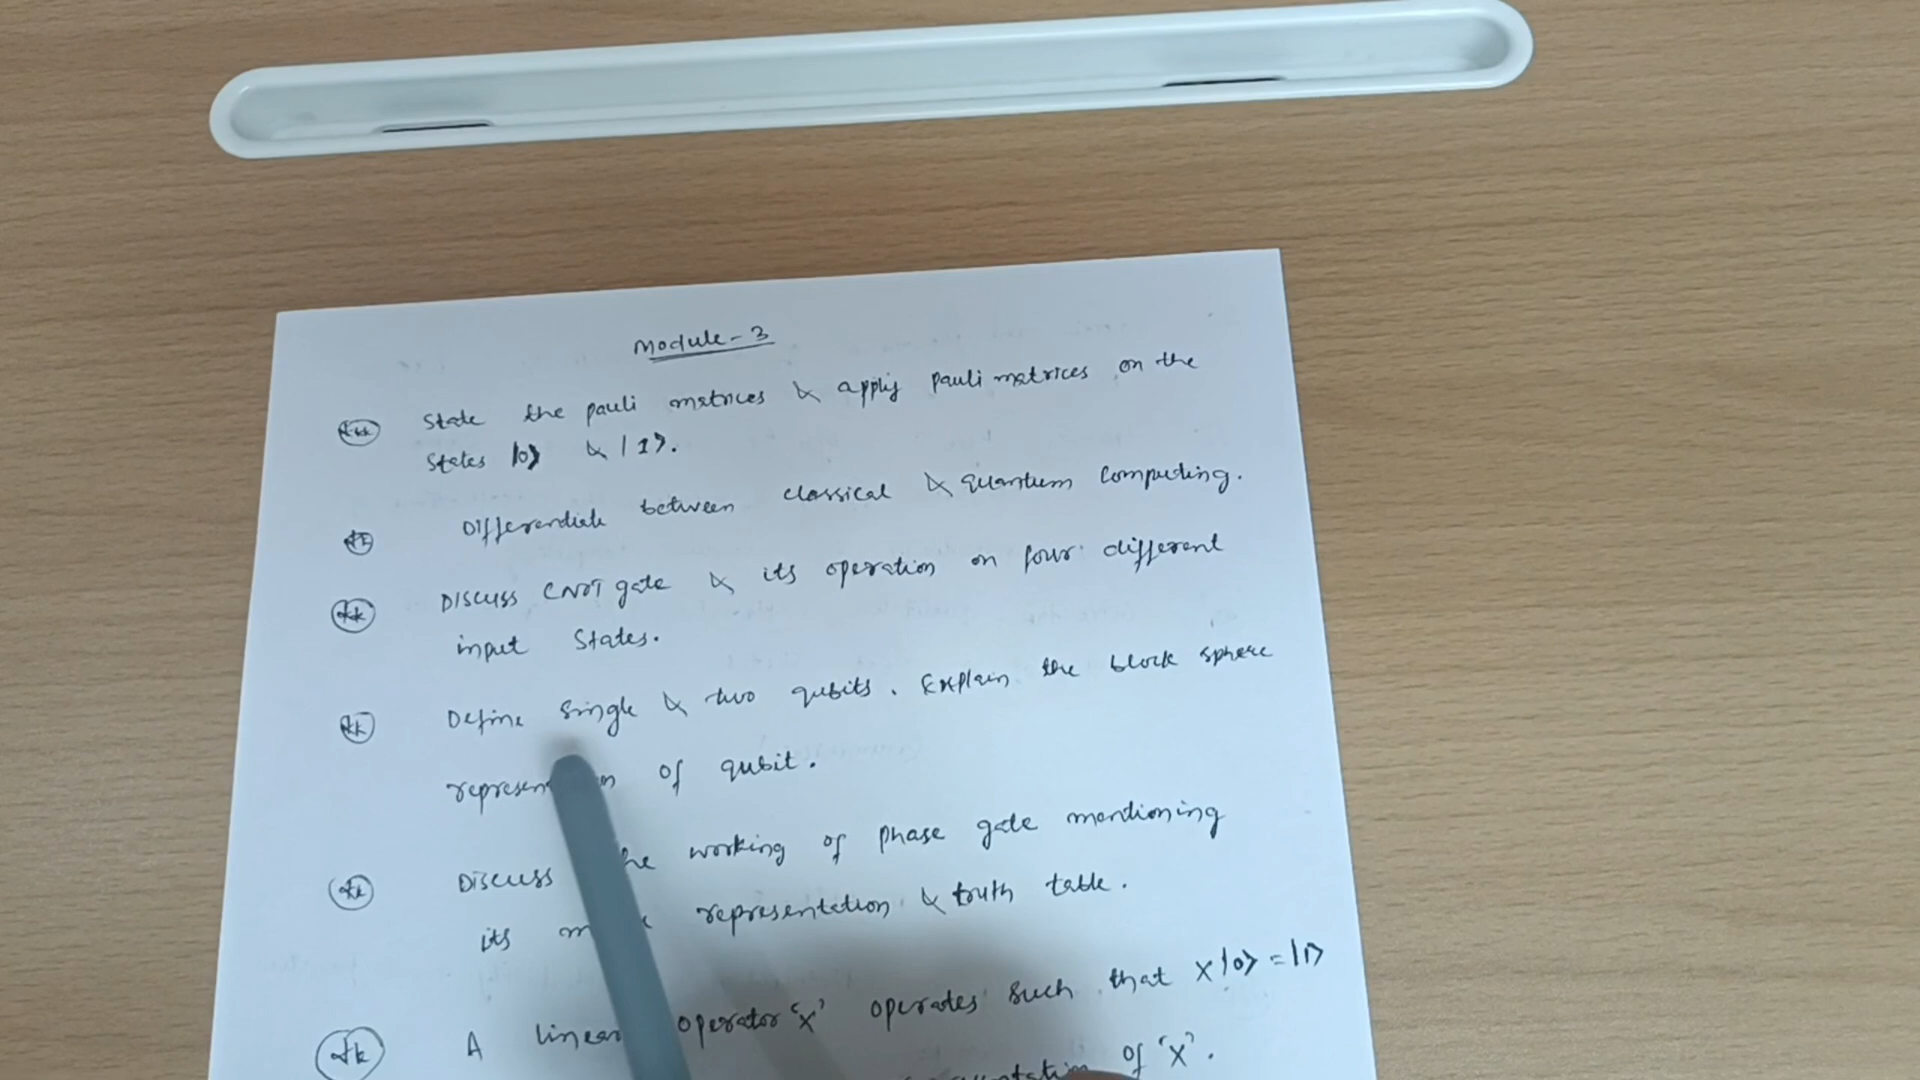 Module-3
State the pauli matrices & apply pauli matrices on the
States |0> & |1>.
Differentiate between classical & quantum Computing.
Discuss CNOT gate & its operation on four different
input States.
Define Single & two qubits. Explain the block sphere
of qubit.
Discuss working of phase gate mentioning
its representation & truth table.
A linear operator 'X' operates such that X|0> = |1>
of 'X'.